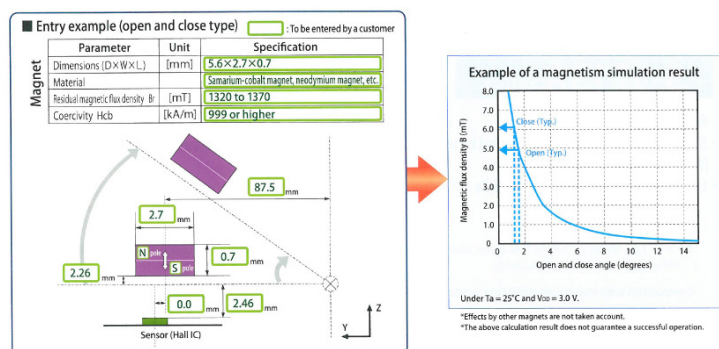 ■ Entry example (open and close type) : To be entered by a customer
Magnet
Parameter Unit Specification
Dimensions (D×W×L) [mm] 5.6×2.7×0.7
Material Samarium-cobalt magnet, neodymium magnet, etc.
Residual magnetic flux density Br [mT] 1320 to 1370
Coercivity Hcb [kA/m] 999 or higher
87.5 mm
2.7 mm
N pole
S pole
0.7 mm
2.26 mm
0.0 mm
2.46 mm
Sensor (Hall IC)
Z
Y
Example of a magnetism simulation result
Magnetic flux density B (mT)
8.0
7.0
6.0
5.0
4.0
3.0
2.0
1.0
0
Close (Typ.)
Open (Typ.)
0 2 4 6 8 10 12 14
Open and close angle (degrees)
Under Ta = 25°C and VDD = 3.0 V.
*Effects by other magnets are not taken account.
*The above calculation result does not guarantee a successful operation.